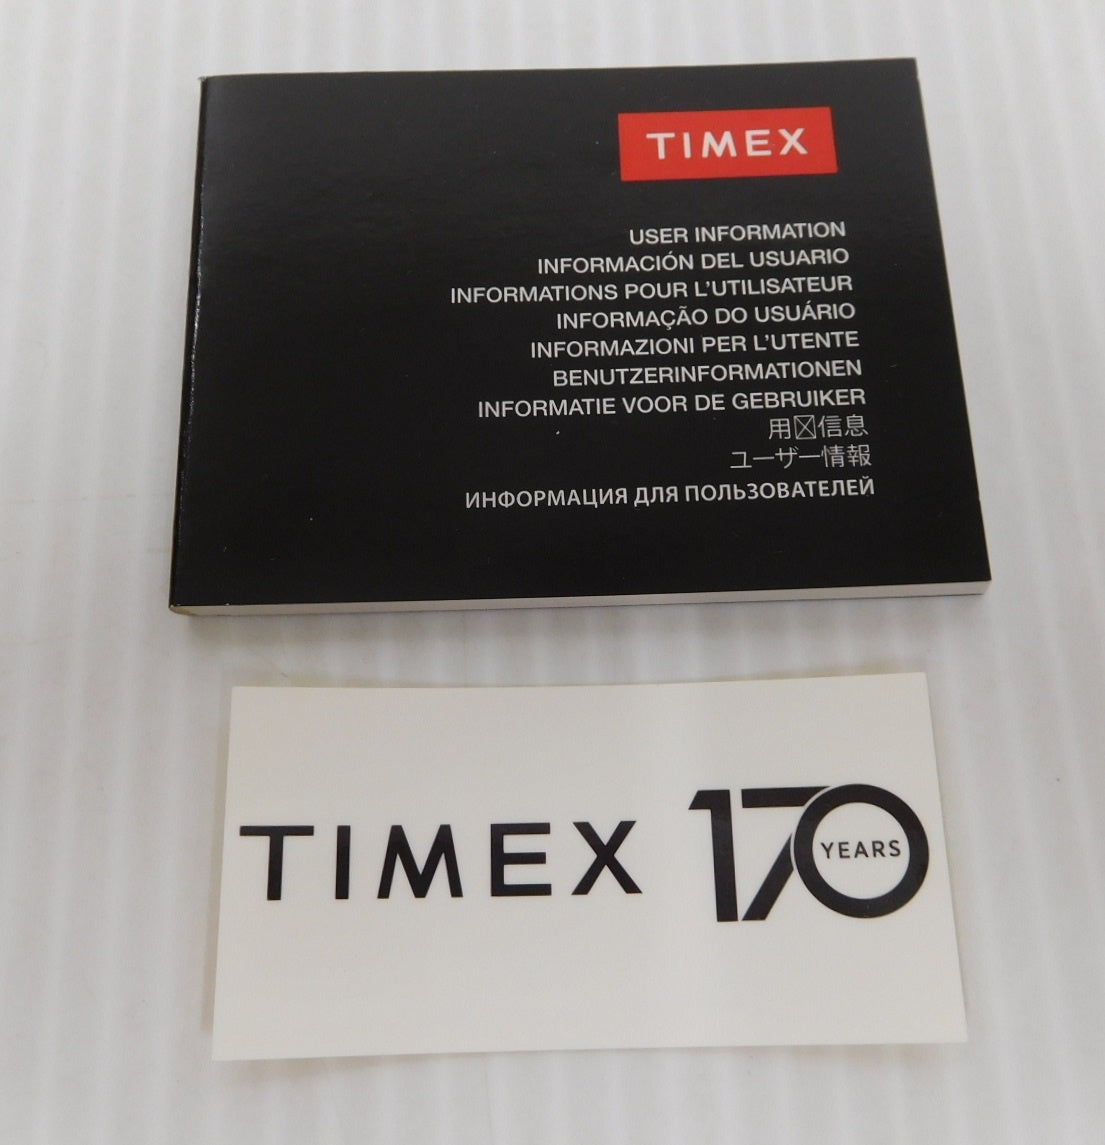 TIMEX
USER INFORMATION
INFORMACIÓN DEL USUARIO
INFORMATIONS POUR L'UTILISATEUR
INFORMAÇÃO DO USUÁRIO
INFORMAZIONI PER L'UTENTE
BENUTZERINFORMATIONEN
INFORMATIE VOOR DE GEBRUIKER
用☒信息
ユーザー情報
ИНФОРМАЦИЯ ДЛЯ ПОЛЬЗОВАТЕЛЕЙ
TIMEX 170 YEARS